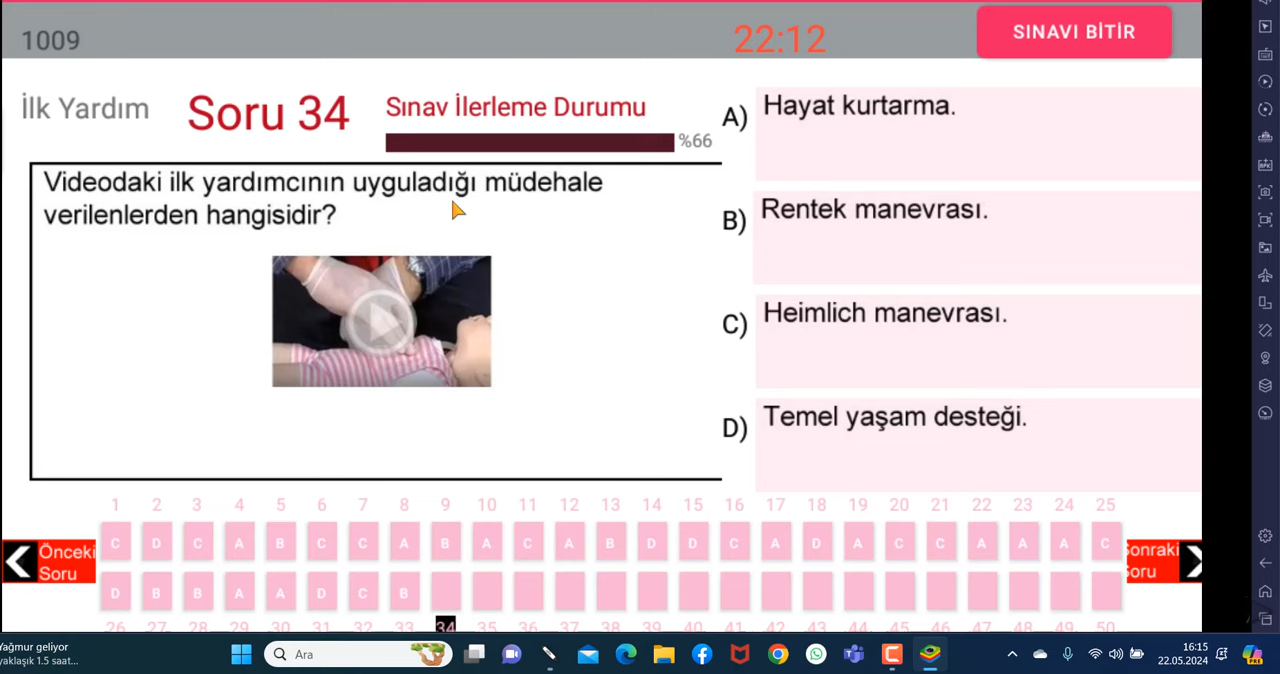 1009
22:12
SINAVI BİTİR
İlk Yardım
Soru 34
Sınav İlerleme Durumu
%66
Videodaki ilk yardımcının uyguladığı müdehale
verilenlerden hangisidir?
A) Hayat kurtarma.
B) Rentek manevrası.
C) Heimlich manevrası.
D) Temel yaşam desteği.
1 2 3 4 5 6 7 8 9 10 11 12 13 14 15 16 17 18 19 20 21 22 23 24 25
C D C A B C C A B A C A B D D C A D A C C A A A C
Önceki
Soru
Sonraki
Soru
D B B A A D C B
26 27 28 29 30 31 32 33 34 35 36 37 38 39 40 41 42 43 44 45 46 47 48 49 50
Yağmur geliyor
yaklaşık 1.5 saat...
Ara
16:15
22.05.2024
PRE